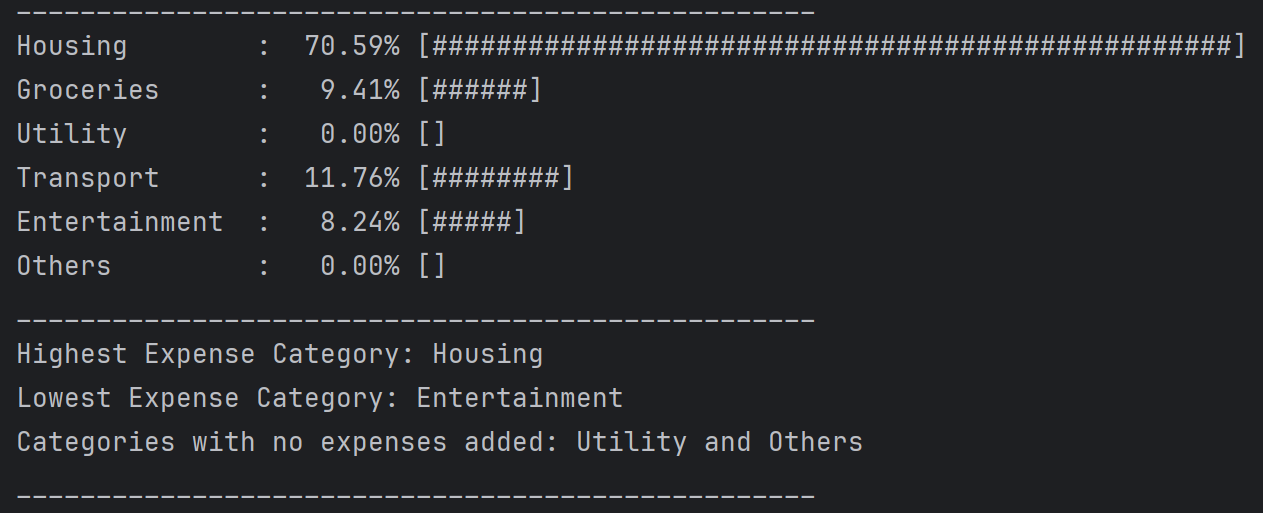 --------------------------------------------------
Housing         :  70.59% [##################################################]
Groceries       :   9.41% [######]
Utility         :   0.00% []
Transport       :  11.76% [########]
Entertainment   :   8.24% [#####]
Others          :   0.00% []
--------------------------------------------------
Highest Expense Category: Housing
Lowest Expense Category: Entertainment
Categories with no expenses added: Utility and Others
--------------------------------------------------